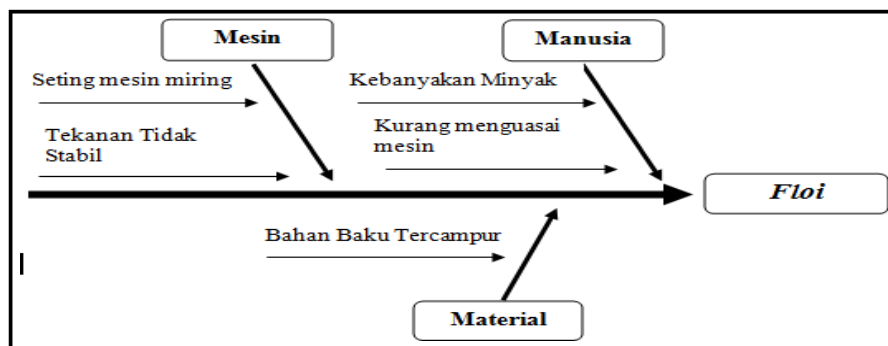 Mesin
Manusia
Seting mesin miring
Kebanyakan Minyak
Tekanan Tidak
Stabil
Kurang menguasai
mesin
Floi
Bahan Baku Tercampur
Material